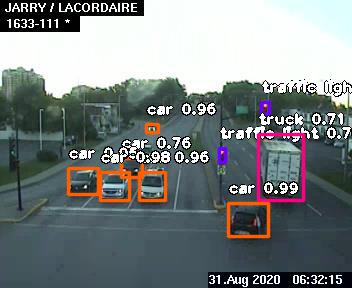 JARRY / LACORDAIRE
1633-111 *
traffic ligh
car 0.96
truck 0.71
traffic light 0.7
car 0.76
car 0.98 0.96
car 0.99
31.Aug 2020 06:32:15